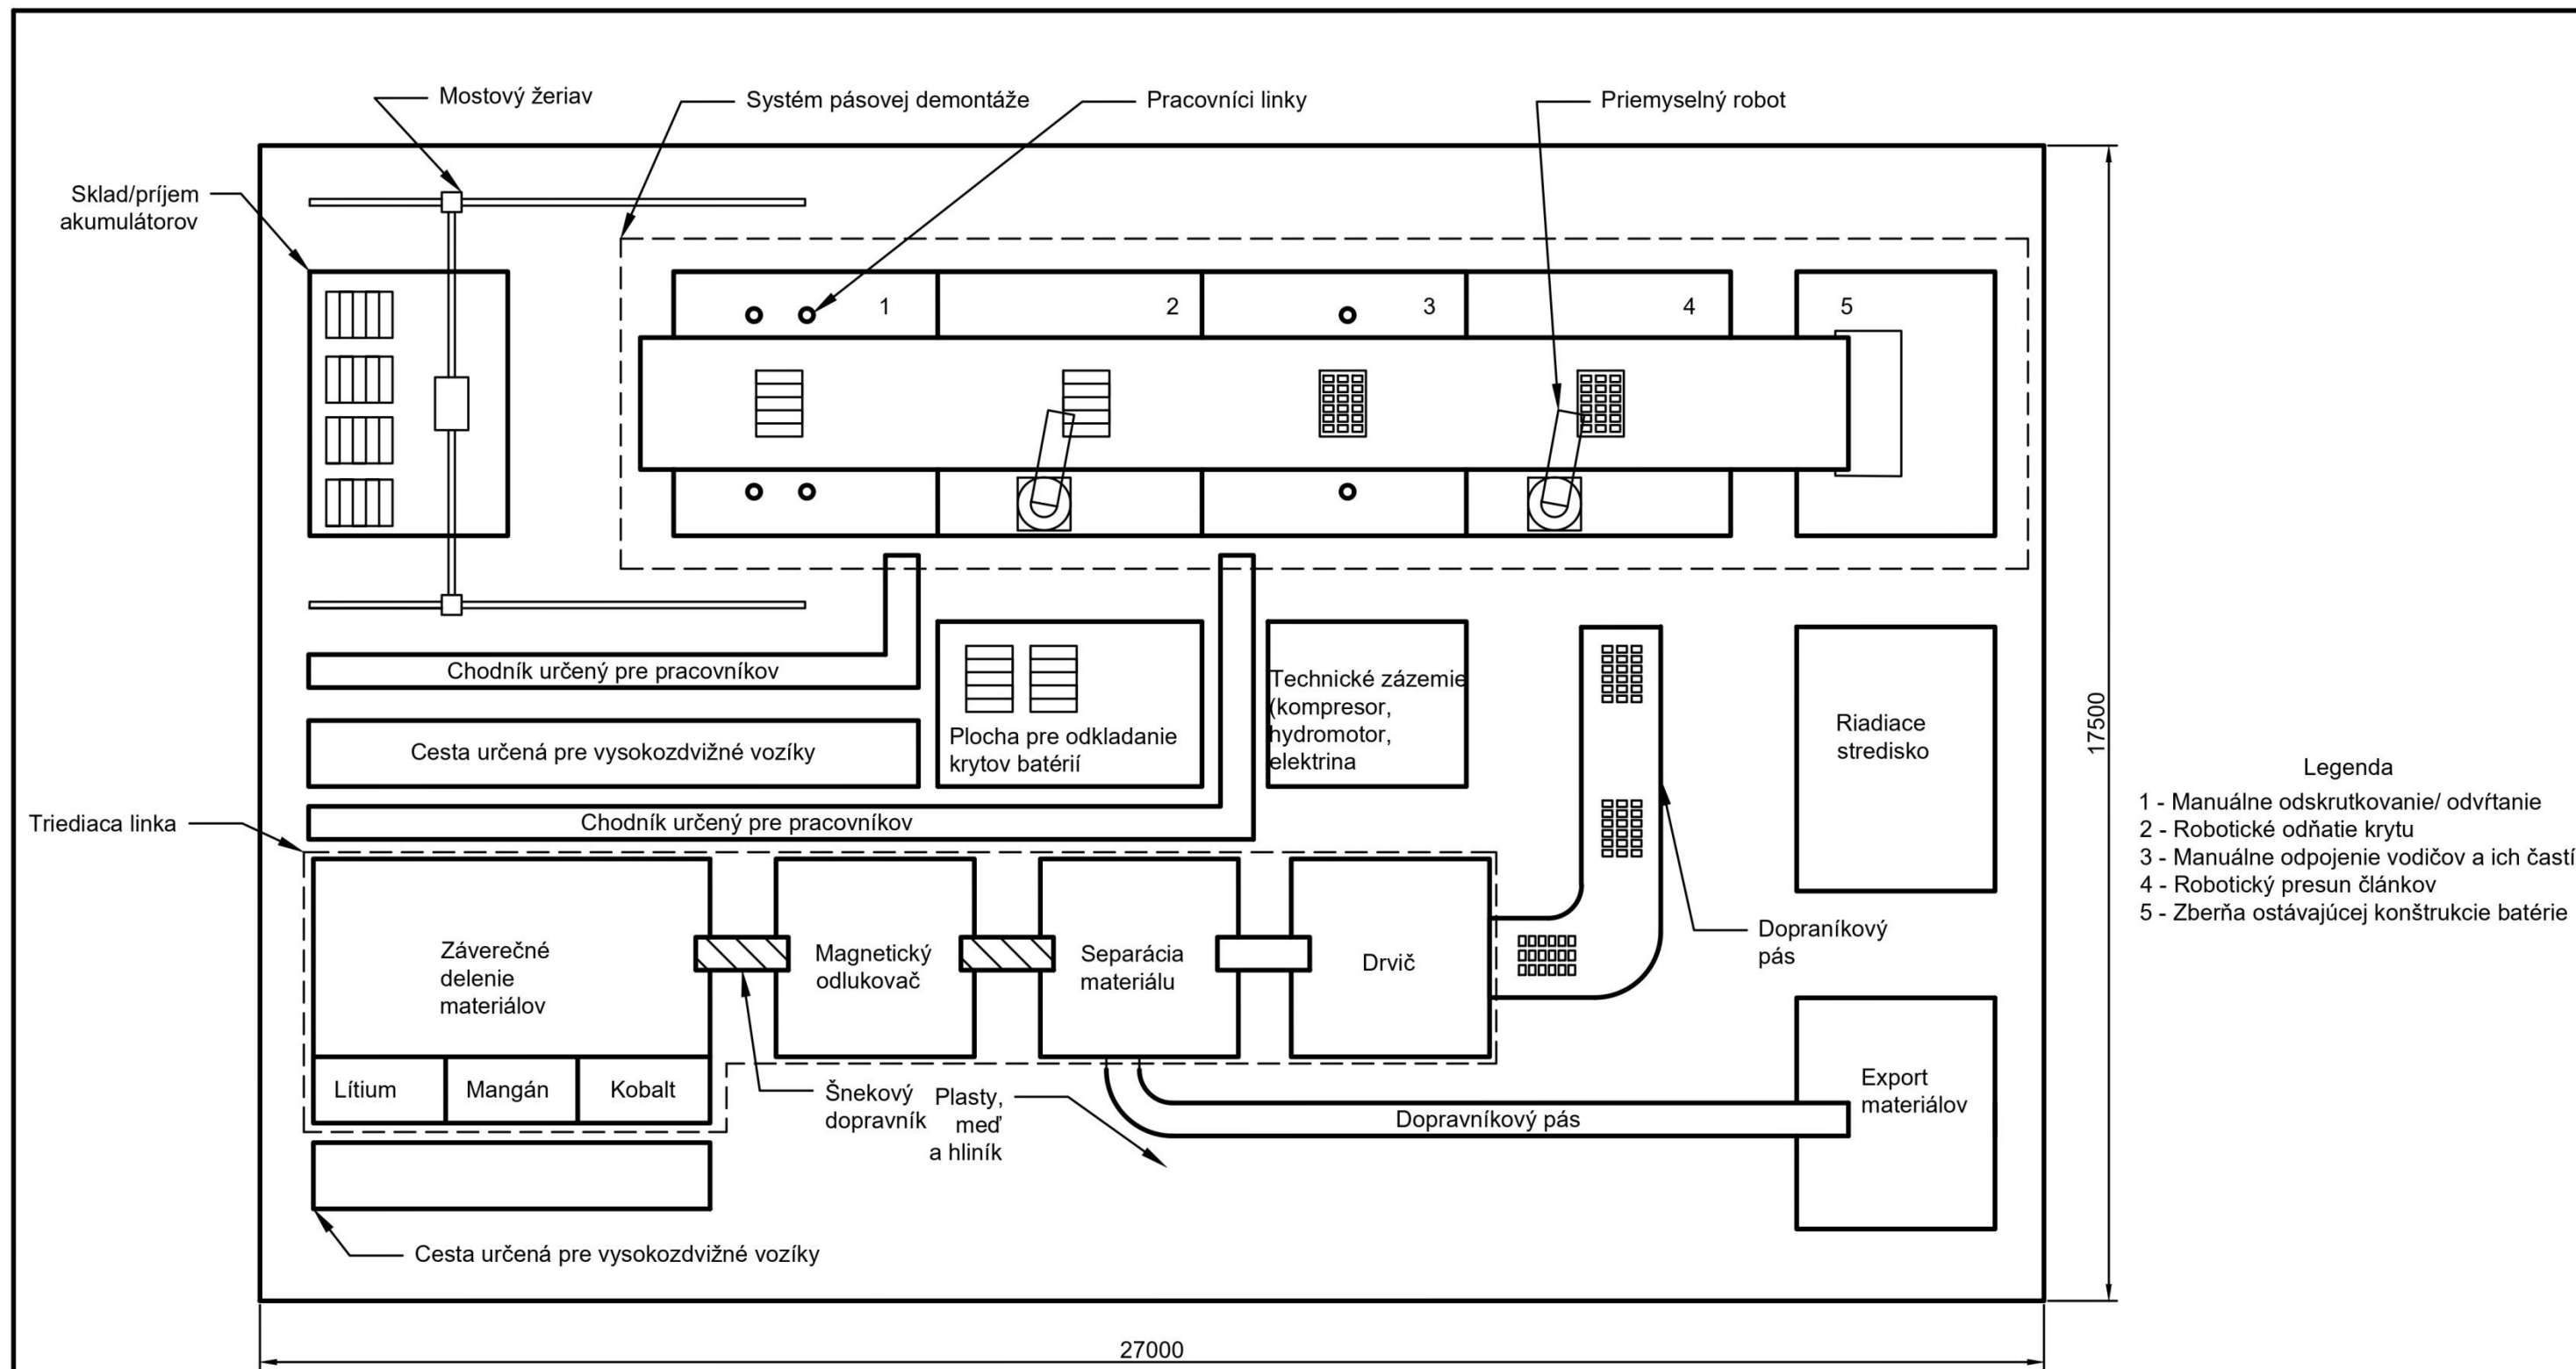 Mostový žeriav
Systém pásovej demontáže
Pracovníci linky
Priemyselný robot
Sklad/príjem
akumulátorov
1
2
3
4
5
Chodník určený pre pracovníkov
Cesta určená pre vysokozdvižné vozíky
Plocha pre odkladanie
krytov batérií
Technické zázemie
(kompresor,
hydromotor,
elektrina
Riadiace
stredisko
17500
Legenda
1 - Manuálne odskrutkovanie/ odvŕtanie
2 - Robotické odňatie krytu
3 - Manuálne odpojenie vodičov a ich častí
4 - Robotický presun článkov
5 - Zberňa ostávajúcej konštrukcie batérie
Triediaca linka
Chodník určený pre pracovníkov
Záverečné
delenie
materiálov
Magnetický
odlukovač
Separácia
materiálu
Drvič
Dopraníkový
pás
Lítium
Mangán
Kobalt
Šnekový
dopravník
Plasty,
meď
a hliník
Dopravníkový pás
Export
materiálov
Cesta určená pre vysokozdvižné vozíky
27000